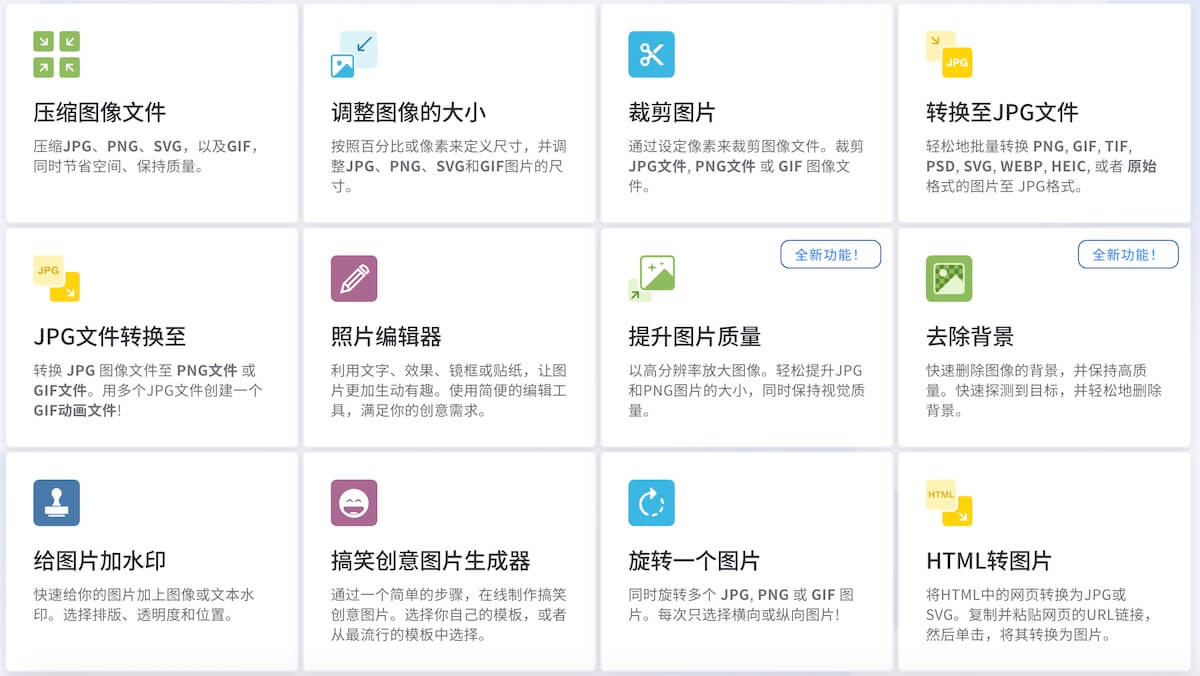 压缩图像文件
压缩JPG、PNG、SVG，以及GIF，
同时节省空间、保持质量。
调整图像的大小
按照百分比或像素来定义尺寸，并调
整JPG、PNG、SVG和GIF图片的尺
寸。
裁剪图片
通过设定像素来裁剪图像文件。裁剪
JPG文件, PNG文件 或 GIF 图像文
件。
JPG
转换至JPG文件
轻松地批量转换 PNG, GIF, TIF,
PSD, SVG, WEBP, HEIC, 或者 原始
格式的图片至 JPG格式。
JPG
JPG文件转换至
转换 JPG 图像文件至 PNG文件 或
GIF文件。用多个JPG文件创建一个
GIF动画文件!
照片编辑器
利用文字、效果、镜框或贴纸，让图
片更加生动有趣。使用简便的编辑工
具，满足你的创意需求。
全新功能！
提升图片质量
以高分辨率放大图像。轻松提升JPG
和PNG图片的大小，同时保持视觉质
量。
全新功能！
去除背景
快速删除图像的背景，并保持高质
量。快速探测到目标，并轻松地删除
背景。
给图片加水印
快速给你的图片加上图像或文本水
印。选择排版、透明度和位置。
搞笑创意图片生成器
通过一个简单的步骤，在线制作搞笑
创意图片。选择你自己的模板，或者
从最流行的模板中选择。
旋转一个图片
同时旋转多个 JPG, PNG 或 GIF 图
片。每次只选择横向或纵向图片!
HTML
HTML转图片
将HTML中的网页转换为JPG或
SVG。复制并粘贴网页的URL链接，
然后单击，将其转换为图片。